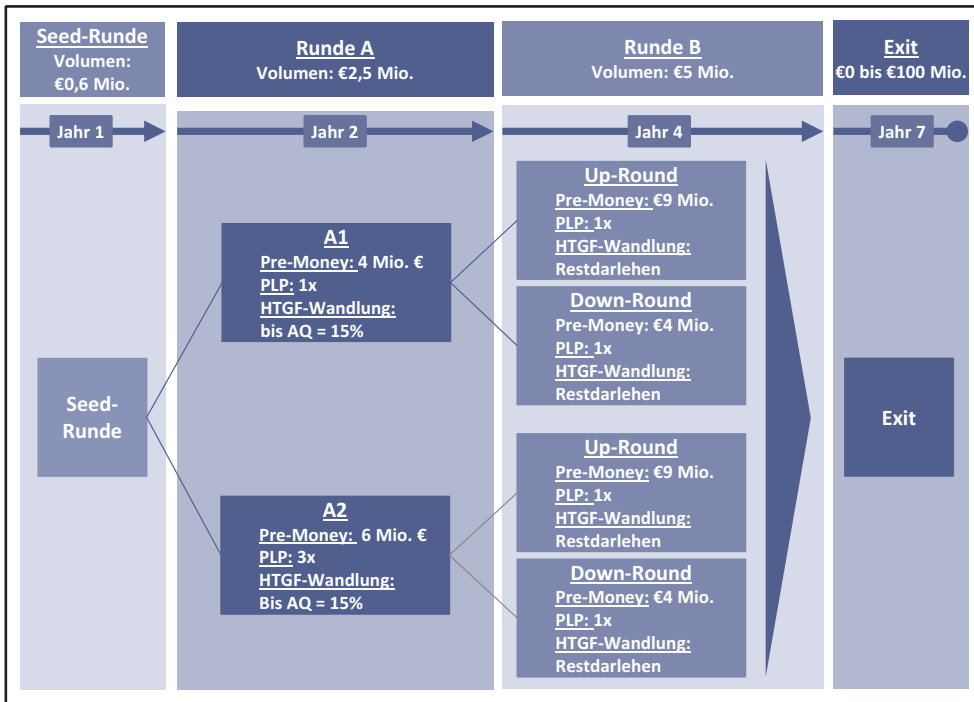 Seed-Runde
Volumen:
€0,6 Mio.
Runde A
Volumen: €2,5 Mio.
Runde B
Volumen: €5 Mio.
Exit
€0 bis €100 Mio.
Jahr 1
Jahr 2
Jahr 4
Jahr 7
Seed-
Runde
A1
Pre-Money: 4 Mio. €
PLP: 1x
HTGF-Wandlung:
bis AQ = 15%
A2
Pre-Money: 6 Mio. €
PLP: 3x
HTGF-Wandlung:
Bis AQ = 15%
Up-Round
Pre-Money: €9 Mio.
PLP: 1x
HTGF-Wandlung:
Restdarlehen
Down-Round
Pre-Money: €4 Mio.
PLP: 1x
HTGF-Wandlung:
Restdarlehen
Up-Round
Pre-Money: €9 Mio.
PLP: 1x
HTGF-Wandlung:
Restdarlehen
Down-Round
Pre-Money: €4 Mio.
PLP: 1x
HTGF-Wandlung:
Restdarlehen
Exit